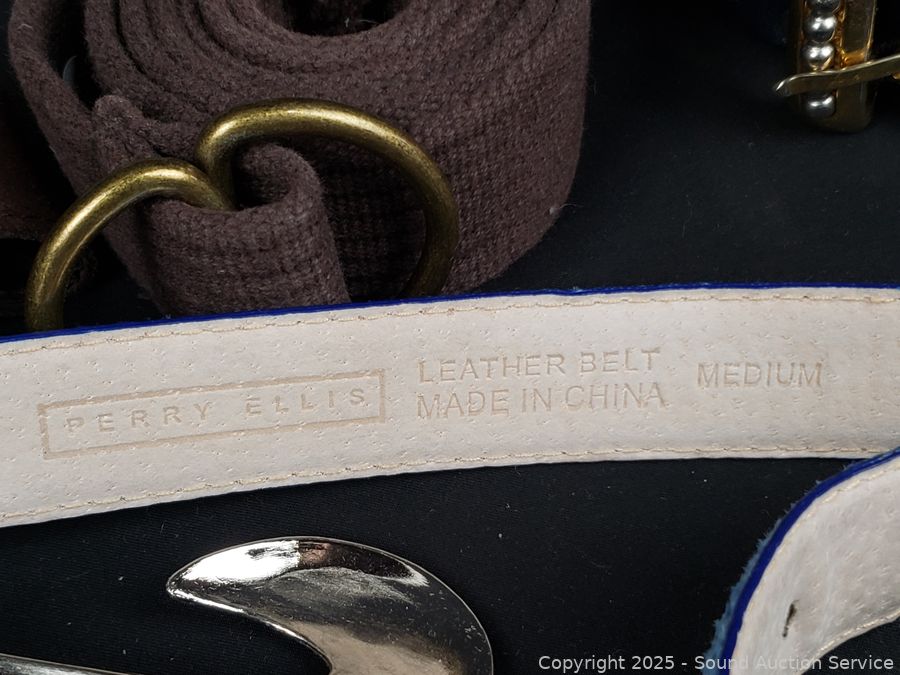 PERRY ELLIS
LEATHER BELT
MADE IN CHINA
MEDIUM
Copyright 2025 - Sound Auction Service